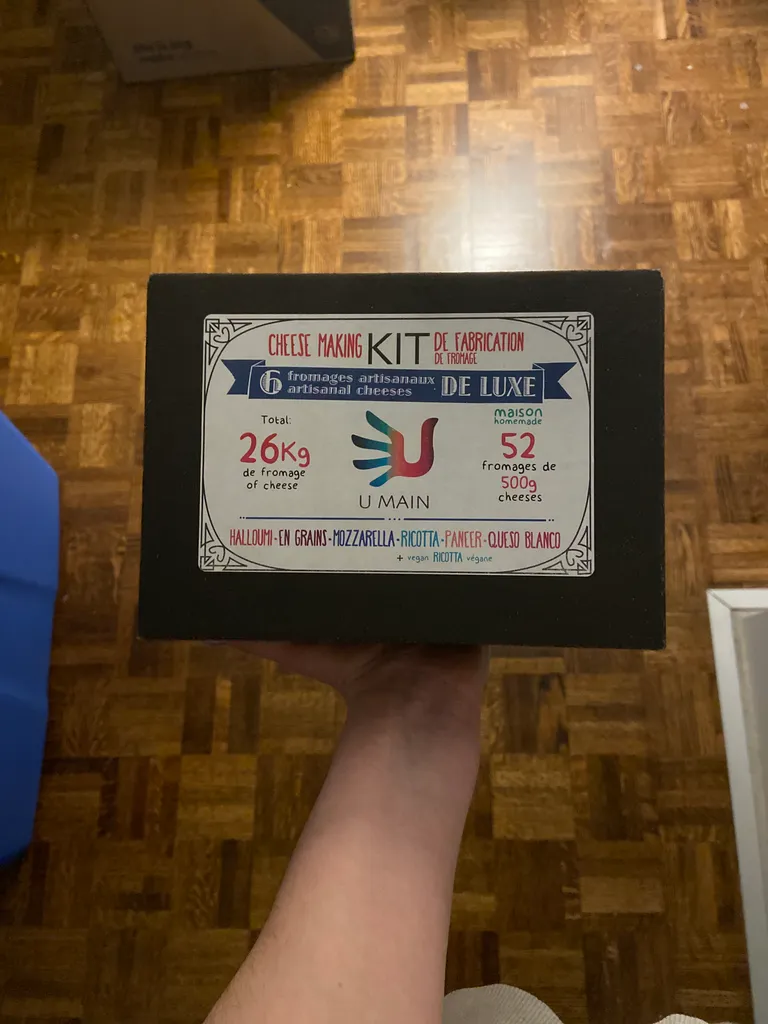 CHEESE MAKING KIT DE FABRICATION
DE FROMAGE
6 fromages artisanaux DE LUXE
artisanal cheeses
Total:
26Kg
de fromage
of cheese
U MAIN
maison
homemade
52
fromages de
500g
cheeses
HALLOUMI-EN GRAINS-MOZZARELLA-RICOTTA-PANEER-QUESO BLANCO
+ vegan RICOTTA végane